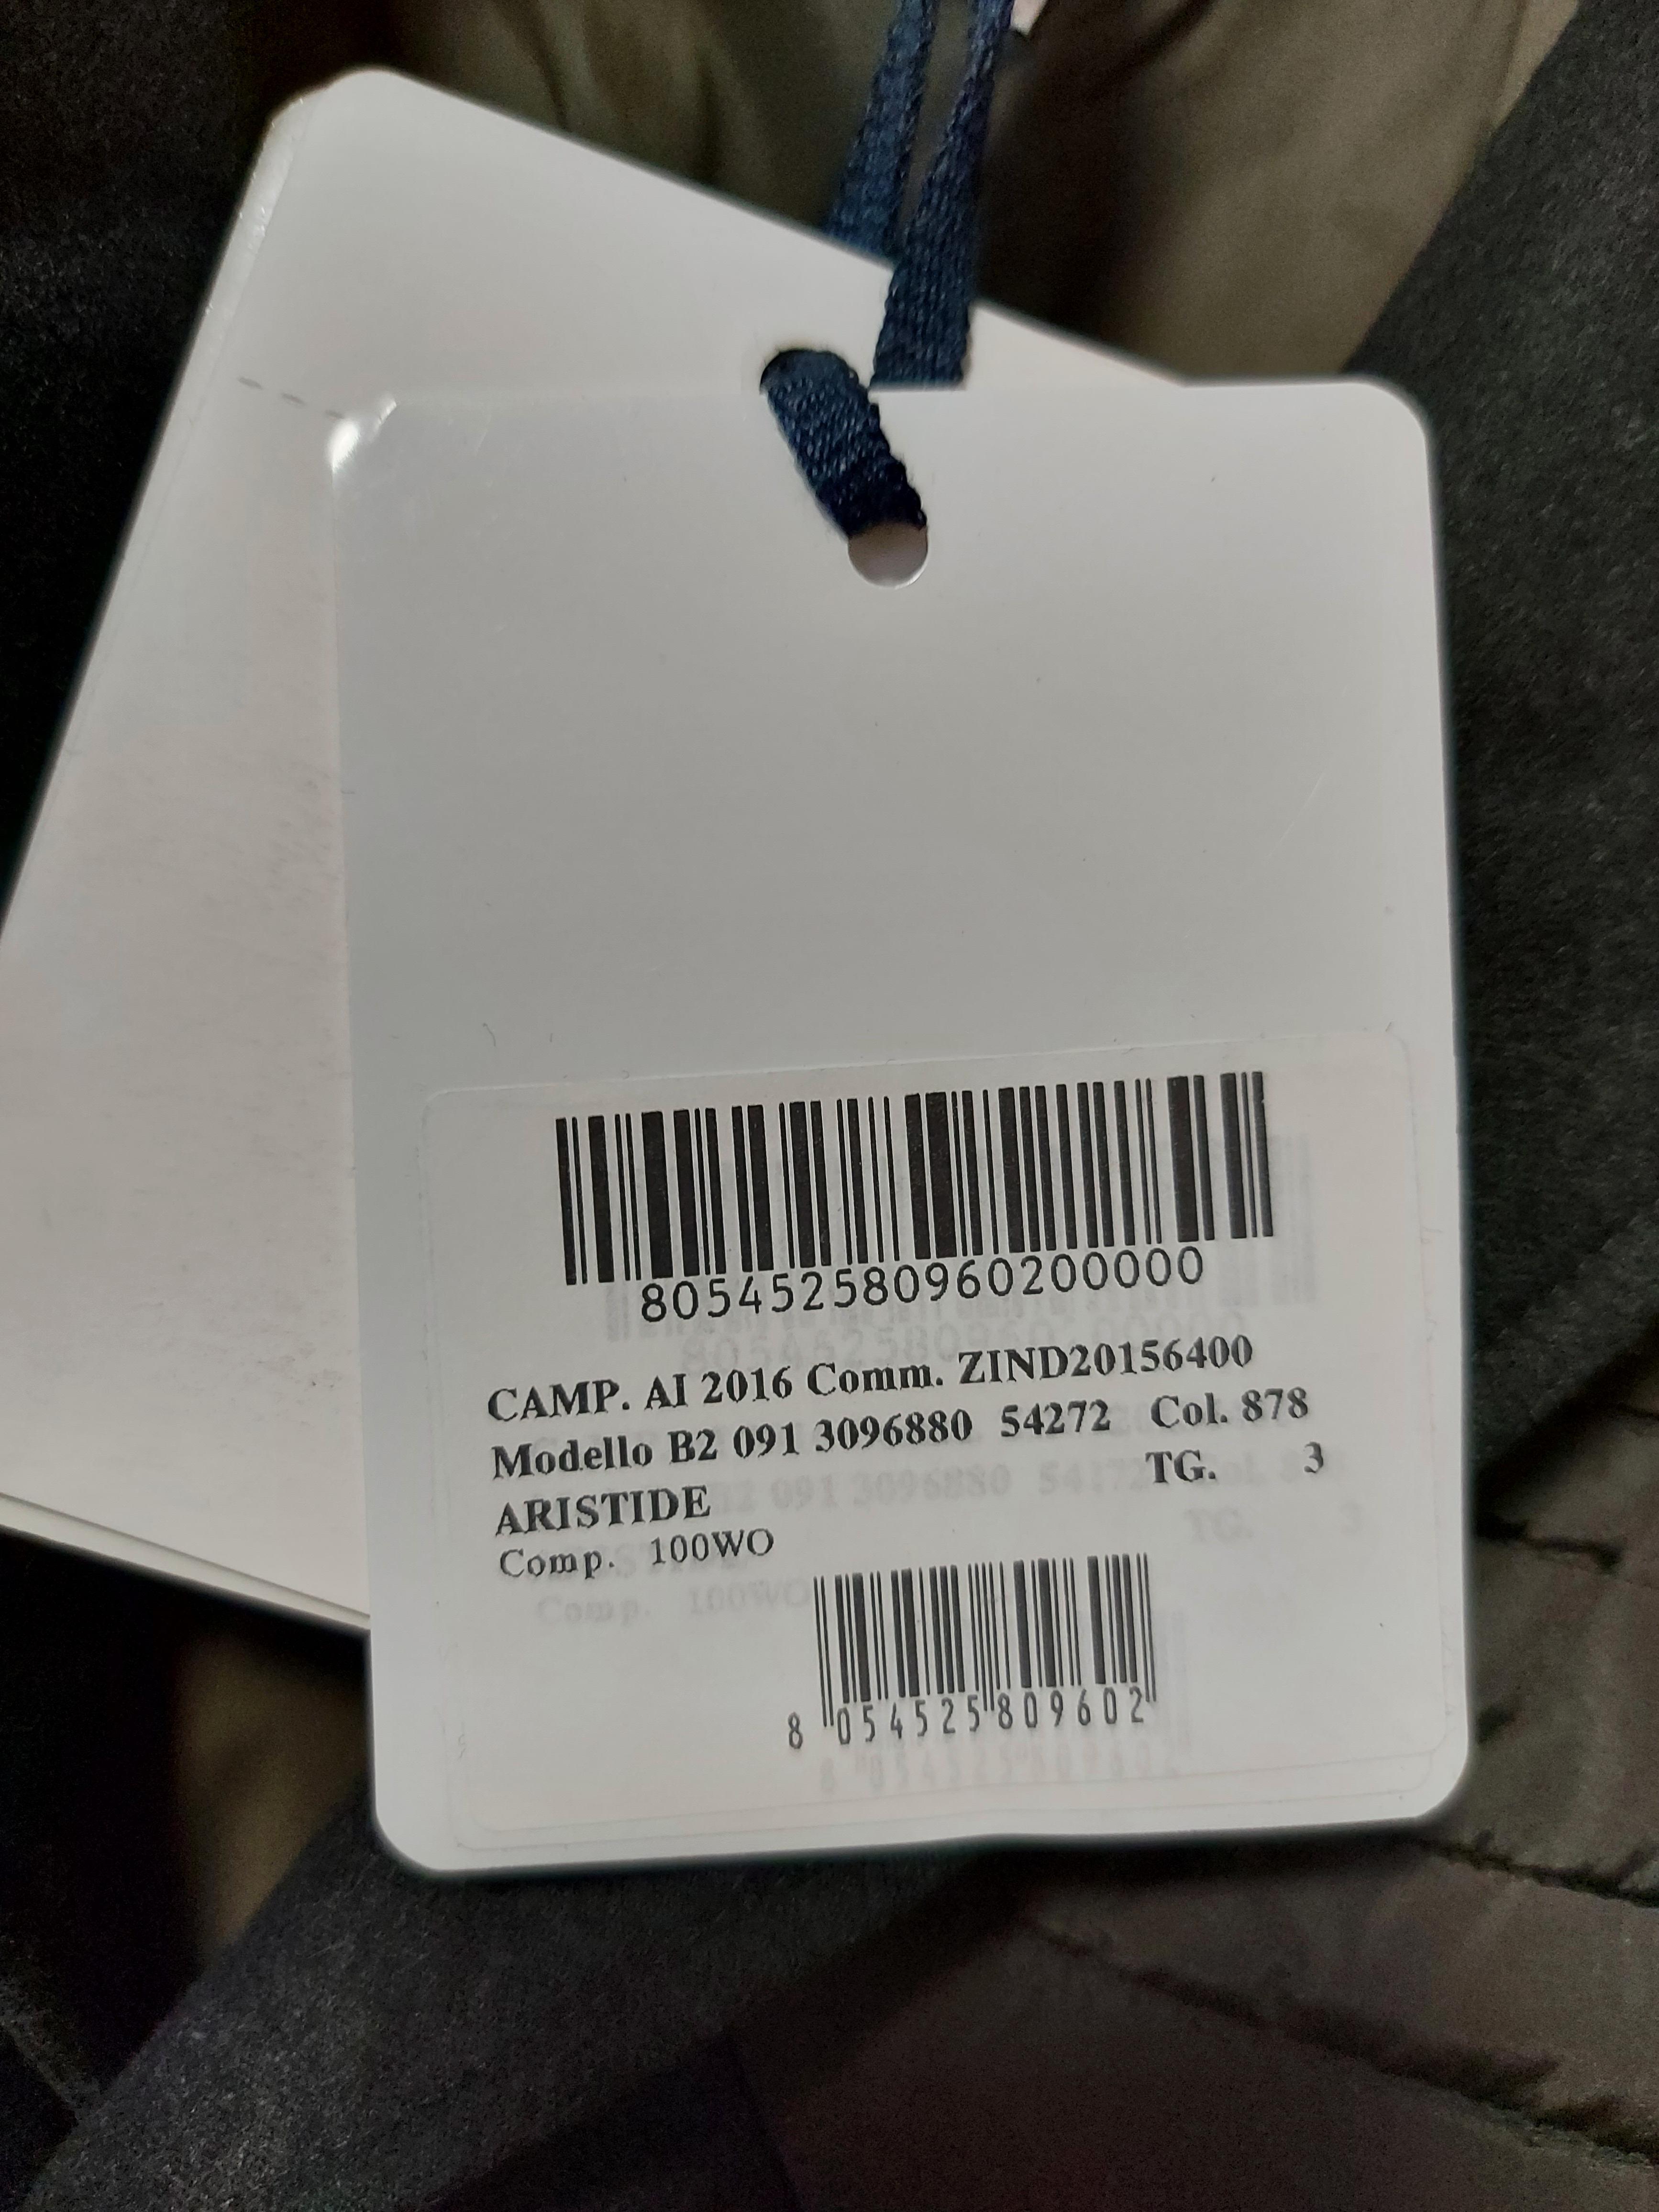 805452580960200000
CAMP. AI 2016 Comm. ZIND20156400
Modello B2 091 3096880 54272 Col. 878
TG. 3
ARISTIDE
Comp. 100WO
8 054525 809602